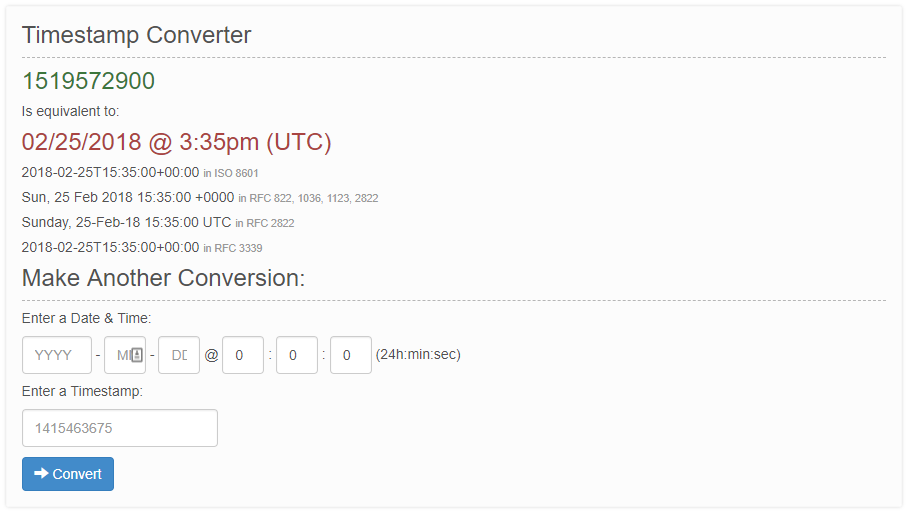 Timestamp Converter
1519572900
Is equivalent to:
02/25/2018 @ 3:35pm (UTC)
2018-02-25T15:35:00+00:00 in ISO 8601
Sun, 25 Feb 2018 15:35:00 +0000 in RFC 822, 1036, 1123, 2822
Sunday, 25-Feb-18 15:35:00 UTC in RFC 2822
2018-02-25T15:35:00+00:00 in RFC 3339
Make Another Conversion:
Enter a Date & Time:
YYYY - - DD @ 0 : 0 : 0 (24h:min:sec)
Enter a Timestamp:
1415463675
Convert